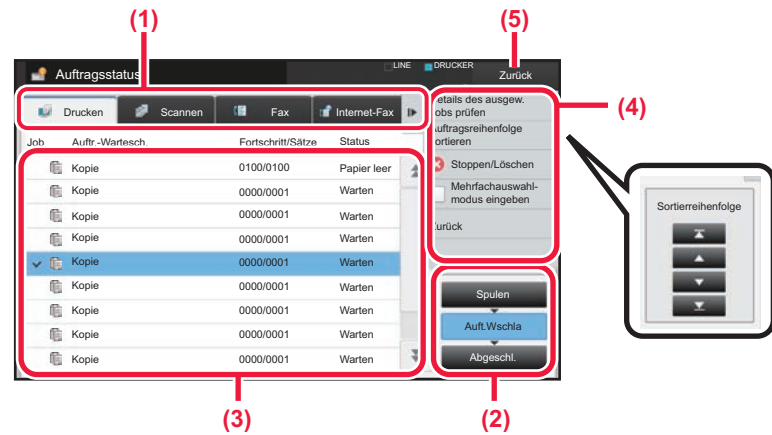 (1)
(5)
Auftragsstatus
LINE
DRUCKER
Zurück
Drucken
Scannen
Fax
Internet-Fax
(4)
Details des ausgew.
Jobs prüfen
Auftragsreihenfolge
sortieren
Stoppen/Löschen
Mehrfachauswahl-
modus eingeben
Zurück
Job Auftr.-Wartesch. Fortschritt/Sätze Status
Kopie 0100/0100 Papier leer
Kopie 0000/0001 Warten
Kopie 0000/0001 Warten
Kopie 0000/0001 Warten
Kopie 0000/0001 Warten
Kopie 0000/0001 Warten
Kopie 0000/0001 Warten
Kopie 0000/0001 Warten
Kopie 0000/0001 Warten
Spulen
Auft.Wschla
Abgeschl.
Sortierreihenfolge
(3)
(2)